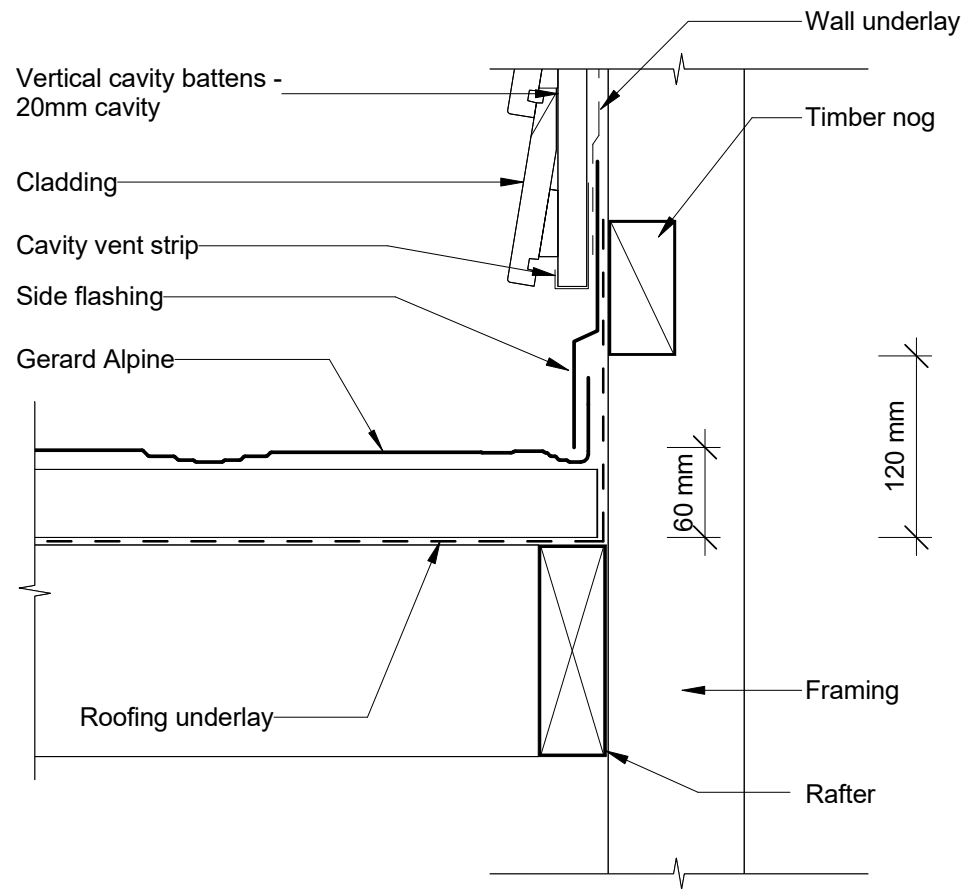 Wall underlay
Vertical cavity battens -
20mm cavity
Timber nog
Cladding
Cavity vent strip
Side flashing
Gerard Alpine
60 mm
120 mm
Framing
Roofing underlay
Rafter